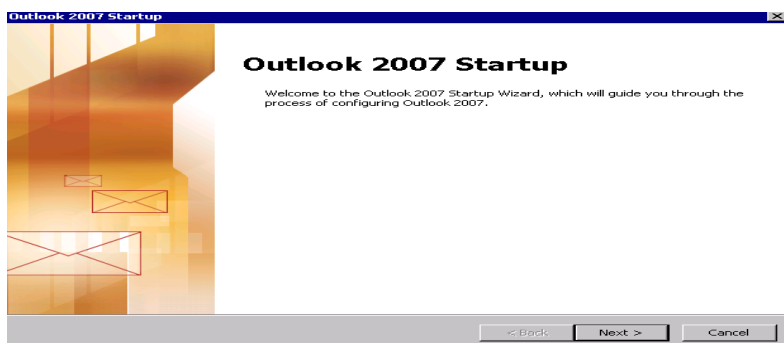 Outlook 2007 Startup
Outlook 2007 Startup
Welcome to the Outlook 2007 Startup Wizard, which will guide you through the
process of configuring Outlook 2007.
< Back
Next >
Cancel